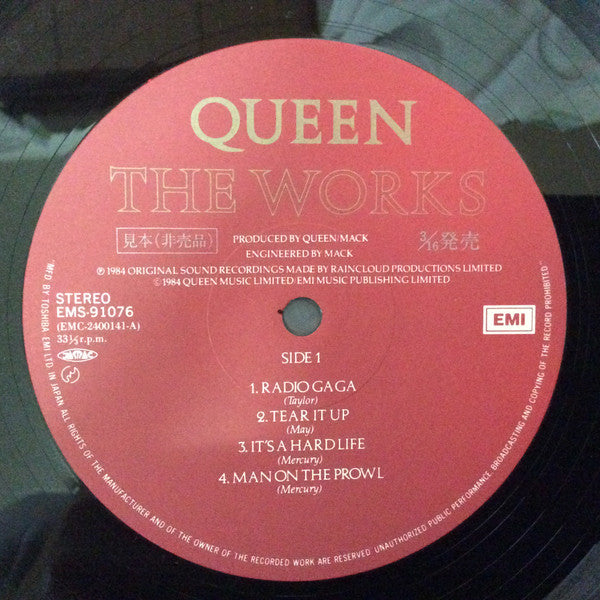 QUEEN
THE WORKS
見本(非売品)
PRODUCED BY QUEEN/MACK
ENGINEERED BY MACK
3/16発売
℗ 1984 ORIGINAL SOUND RECORDINGS MADE BY RAINCLOUD PRODUCTIONS LIMITED
© 1984 QUEEN MUSIC LIMITED/EMI MUSIC PUBLISHING LIMITED
STEREO
EMS-91076
(EMC-2400141-A)
33⅓ r.p.m.
JASRAC
EMI
SIDE 1
1. RADIO GA GA
(Taylor)
2. TEAR IT UP
(May)
3. IT'S A HARD LIFE
(Mercury)
4. MAN ON THE PROWL
(Mercury)
"MF'D BY TOSHIBA EMI LTD. IN JAPAN ALL RIGHTS OF THE MANUFACTURER AND OF THE OWNER OF THE RECORDED WORK ARE RESERVED. UNAUTHORIZED PUBLIC PERFORMANCE, BROADCASTING AND COPYING OF THE RECORD PROHIBITED"